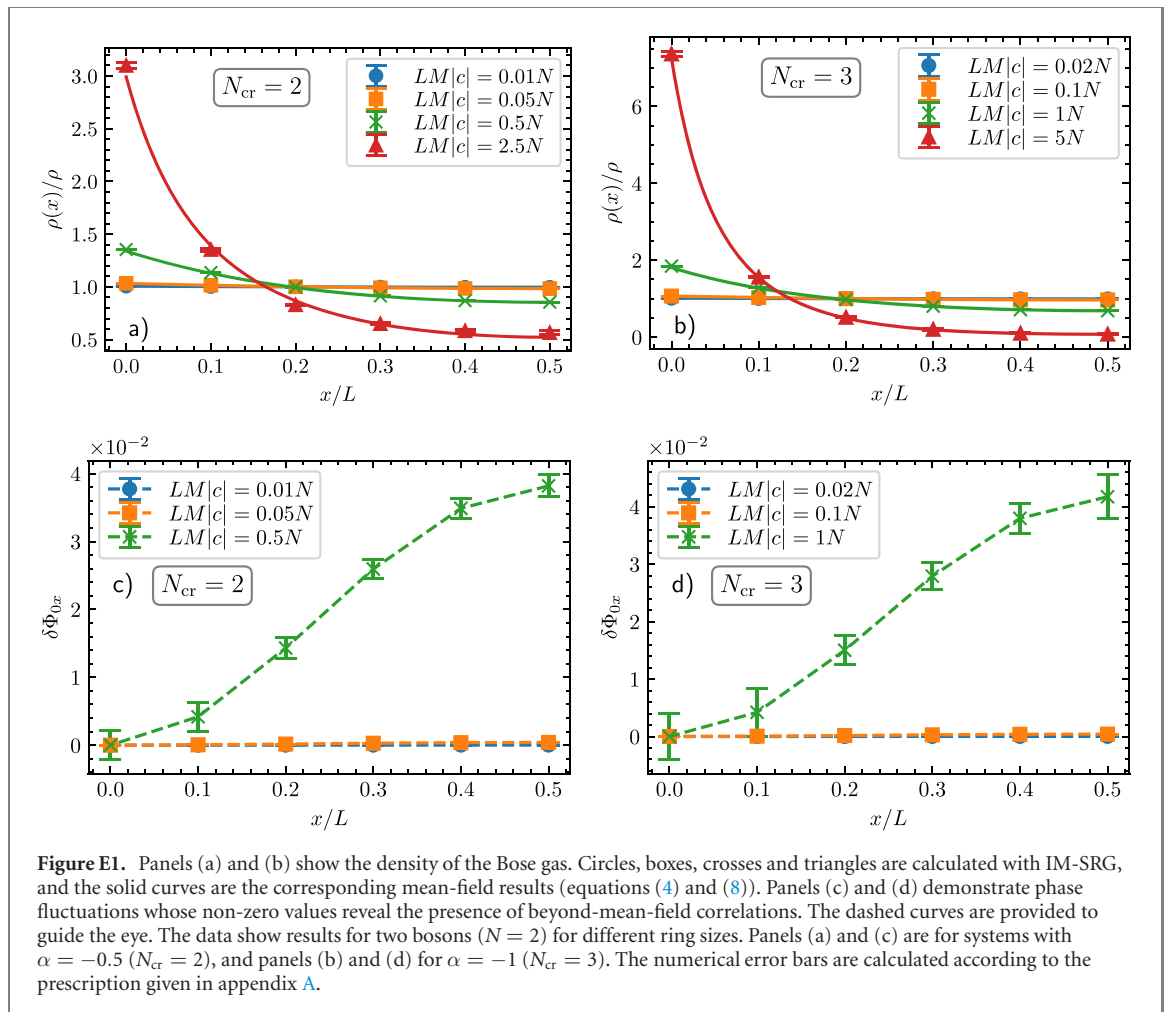 N_cr = 2
LM|c| = 0.01N
LM|c| = 0.05N
LM|c| = 0.5N
LM|c| = 2.5N
3.0
2.5
2.0
1.5
1.0
0.5
ρ(x)/ρ
a)
0.0 0.1 0.2 0.3 0.4 0.5
x/L
N_cr = 3
LM|c| = 0.02N
LM|c| = 0.1N
LM|c| = 1N
LM|c| = 5N
6
4
2
0
ρ(x)/ρ
b)
0.0 0.1 0.2 0.3 0.4 0.5
x/L
×10⁻²
LM|c| = 0.01N
LM|c| = 0.05N
LM|c| = 0.5N
c)
N_cr = 2
4
2
0
δΦ₀ₓ
0.0 0.1 0.2 0.3 0.4 0.5
x/L
×10⁻²
LM|c| = 0.02N
LM|c| = 0.1N
LM|c| = 1N
d)
N_cr = 3
4
2
0
δΦ₀ₓ
0.0 0.1 0.2 0.3 0.4 0.5
x/L
Figure E1. Panels (a) and (b) show the density of the Bose gas. Circles, boxes, crosses and triangles are calculated with IM-SRG,
and the solid curves are the corresponding mean-field results (equations (4) and (8)). Panels (c) and (d) demonstrate phase
fluctuations whose non-zero values reveal the presence of beyond-mean-field correlations. The dashed curves are provided to
guide the eye. The data show results for two bosons (N = 2) for different ring sizes. Panels (a) and (c) are for systems with
α = −0.5 (N_cr = 2), and panels (b) and (d) for α = −1 (N_cr = 3). The numerical error bars are calculated according to the
prescription given in appendix A.